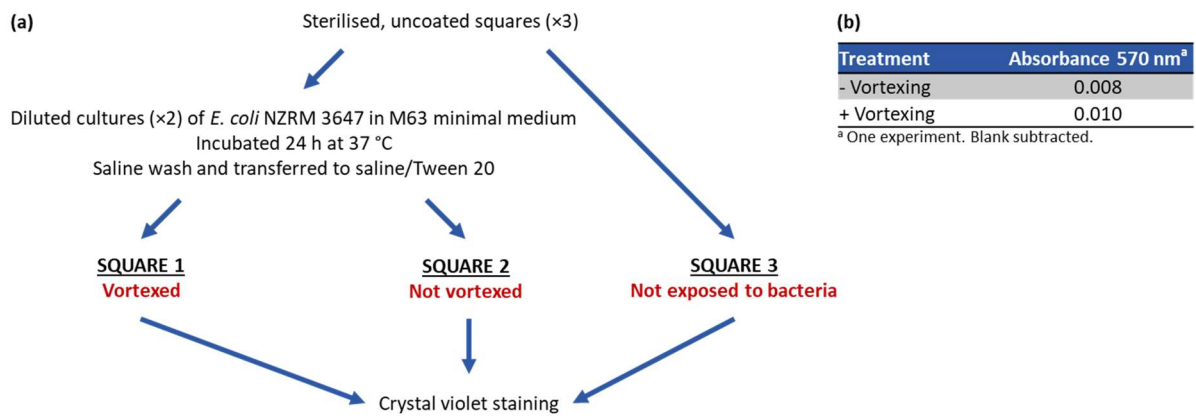 (a)
Sterilised, uncoated squares (×3)
Diluted cultures (×2) of E. coli NZRM 3647 in M63 minimal medium
Incubated 24 h at 37 °C
Saline wash and transferred to saline/Tween 20
SQUARE 1
Vortexed
SQUARE 2
Not vortexed
SQUARE 3
Not exposed to bacteria
Crystal violet staining
(b)
Treatment Absorbance 570 nmᵃ
- Vortexing 0.008
+ Vortexing 0.010
ᵃ One experiment. Blank subtracted.